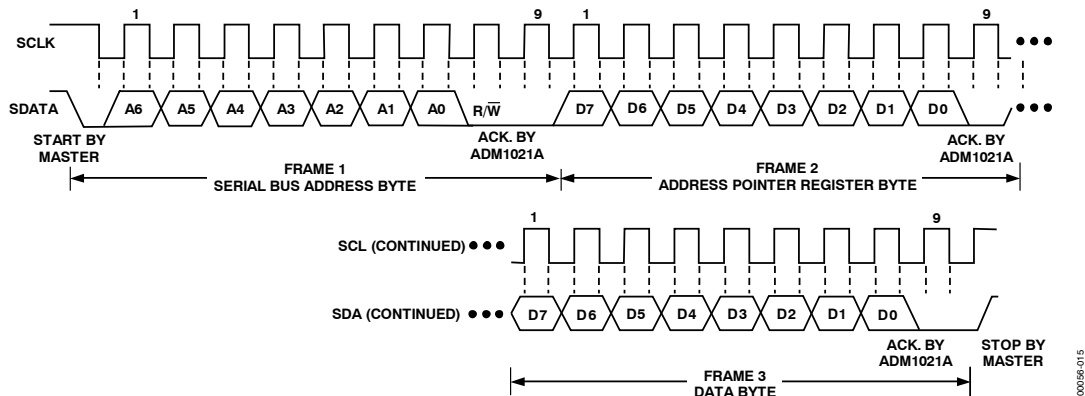 1 9 1 9
SCLK
SDATA A6 A5 A4 A3 A2 A1 A0 R/W̅ D7 D6 D5 D4 D3 D2 D1 D0
START BY
MASTER
ACK. BY
ADM1021A
ACK. BY
ADM1021A
FRAME 1
SERIAL BUS ADDRESS BYTE
FRAME 2
ADDRESS POINTER REGISTER BYTE
1 9
SCL (CONTINUED)
SDA (CONTINUED) D7 D6 D5 D4 D3 D2 D1 D0
ACK. BY
ADM1021A
STOP BY
MASTER
FRAME 3
DATA BYTE
00056-015